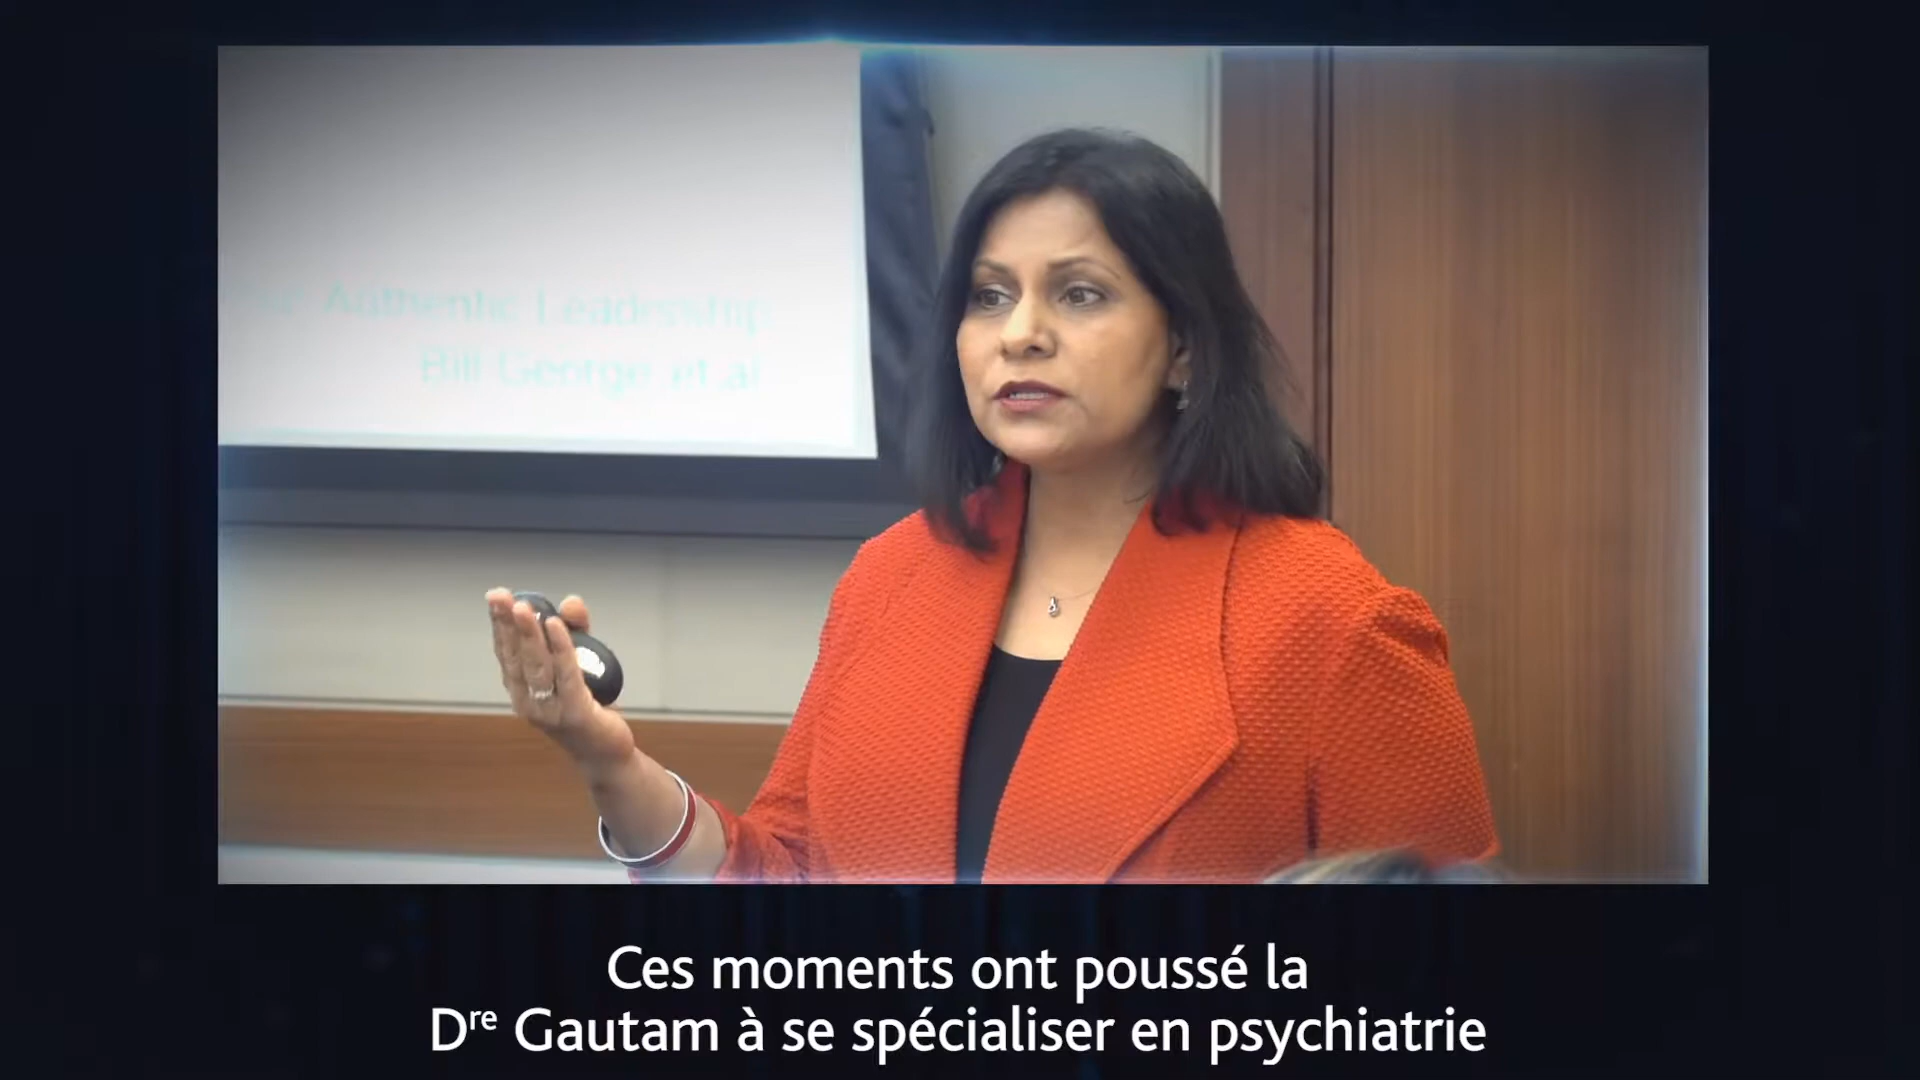 Authentic Leadership
Bill George et al
Ces moments ont poussé la
Dre Gautam à se spécialiser en psychiatrie